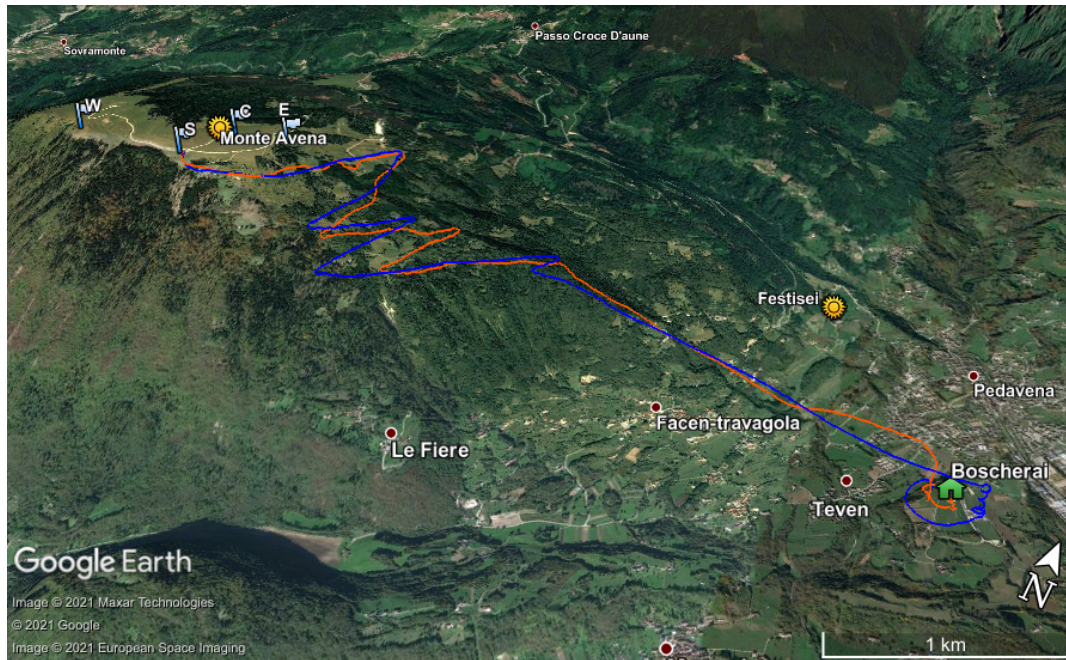 Sovramonte
Passo Croce D'aune
W
S
C
E
Monte Avena
Festisei
Pedavena
Facen-travagola
Le Fiere
Boscherai
Teven
Google Earth
Image © 2021 Maxar Technologies
© 2021 Google
Image © 2021 European Space Imaging
N
1 km